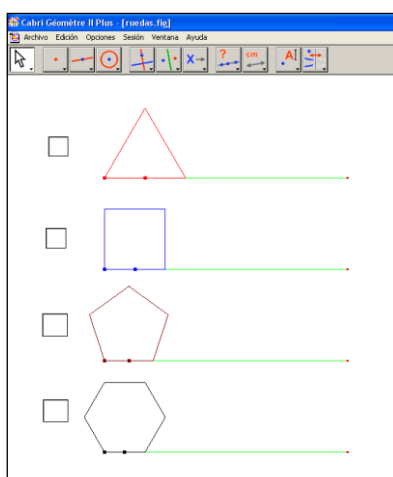 Cabri Géomètre II Plus - [ruedas.fig]
Archivo Edición Opciones Sesión Ventana Ayuda
X→ ? cm A